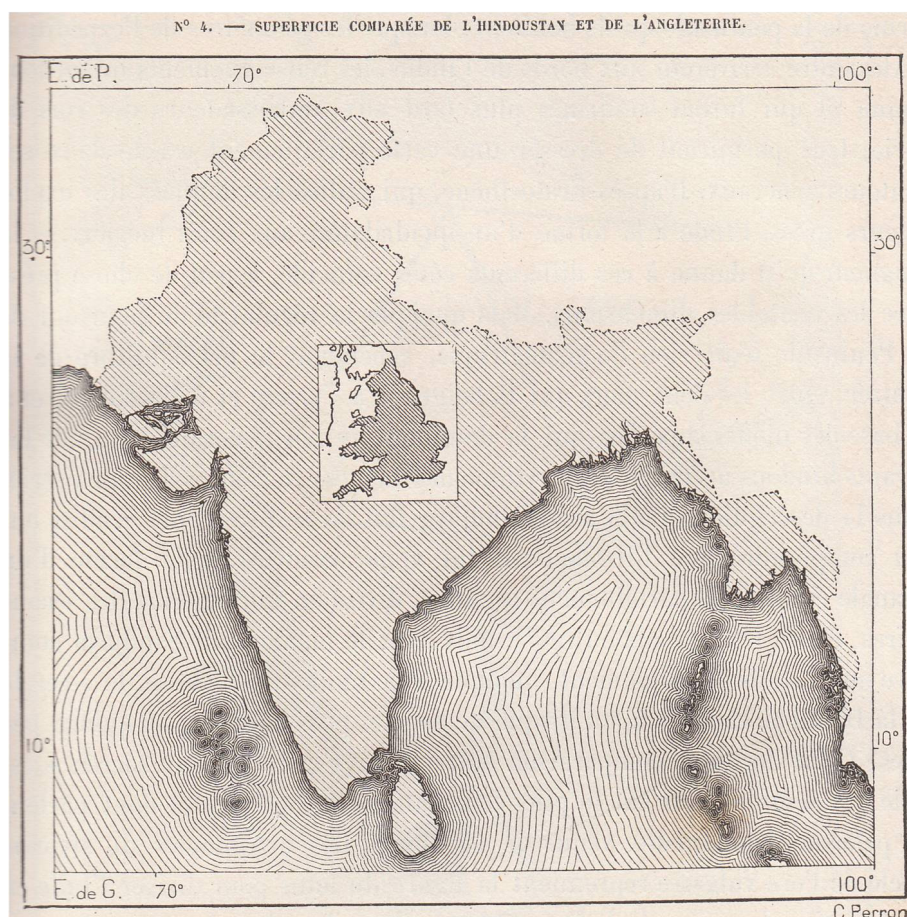 N° 4. — SUPERFICIE COMPARÉE DE L'HINDOUSTAN ET DE L'ANGLETERRE.
E. de P. 70° 100°
30° 30°
10° 10°
E. de G. 70° 100°
C. Perron